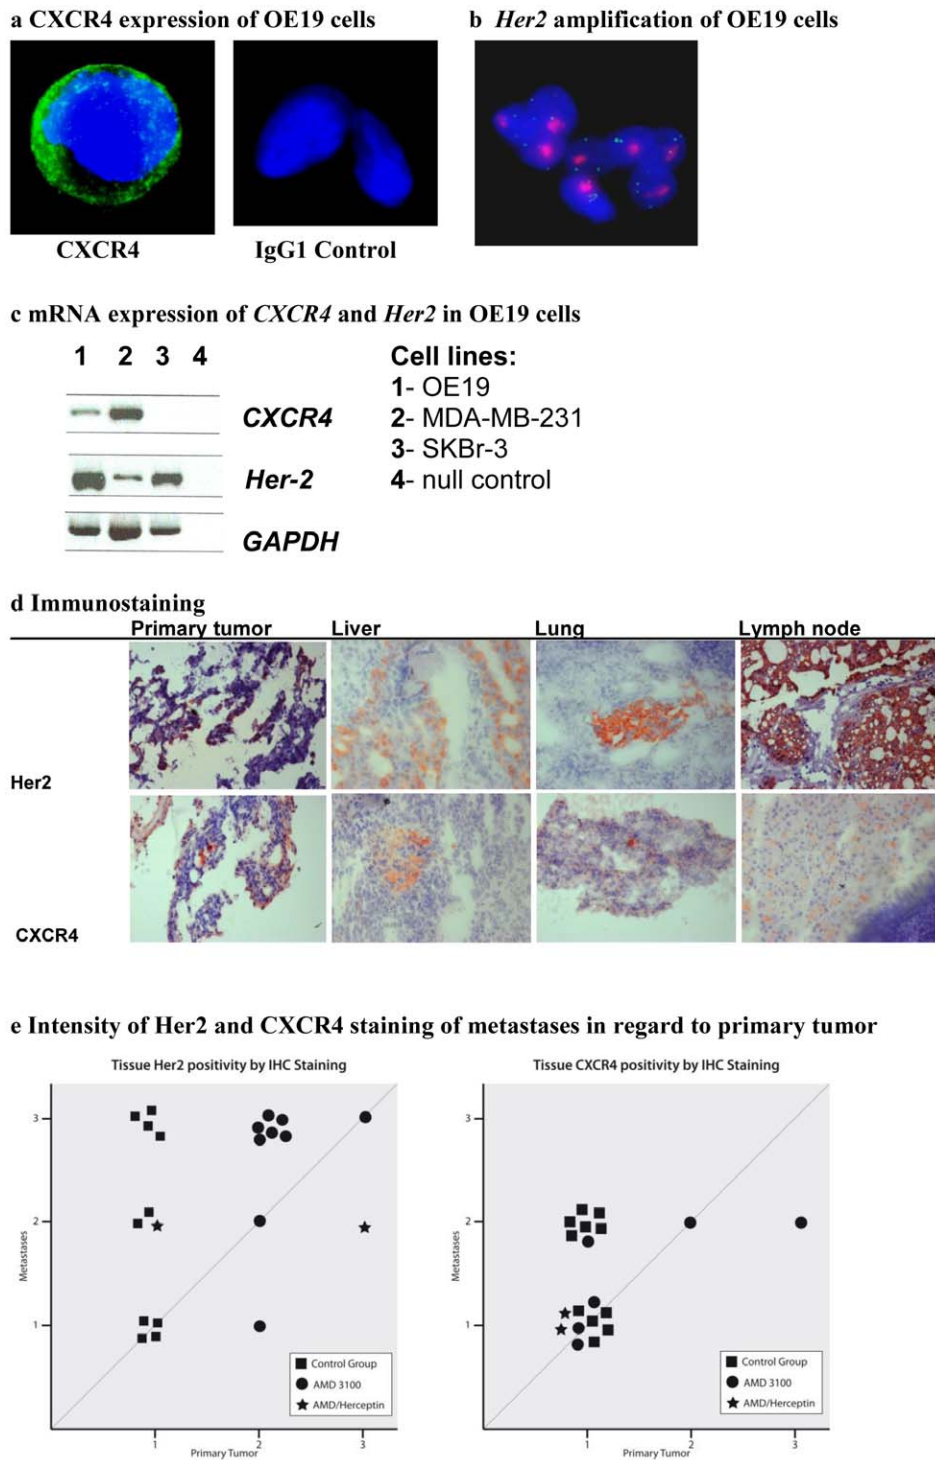 a CXCR4 expression of OE19 cells
b Her2 amplification of OE19 cells
CXCR4
IgG1 Control
c mRNA expression of CXCR4 and Her2 in OE19 cells
1 2 3 4
Cell lines:
1- OE19
2- MDA-MB-231
3- SKBr-3
4- null control
CXCR4
Her-2
GAPDH
d Immunostaining
Primary tumor Liver Lung Lymph node
Her2
CXCR4
e Intensity of Her2 and CXCR4 staining of metastases in regard to primary tumor
Tissue Her2 positivity by IHC Staining
3
2
1
Metastases
Control Group
AMD 3100
AMD/Herceptin
1 2 3
Primary Tumor
Tissue CXCR4 positivity by IHC Staining
3
2
1
Metastases
Control Group
AMD 3100
AMD/Herceptin
1 2 3
Primary Tumor